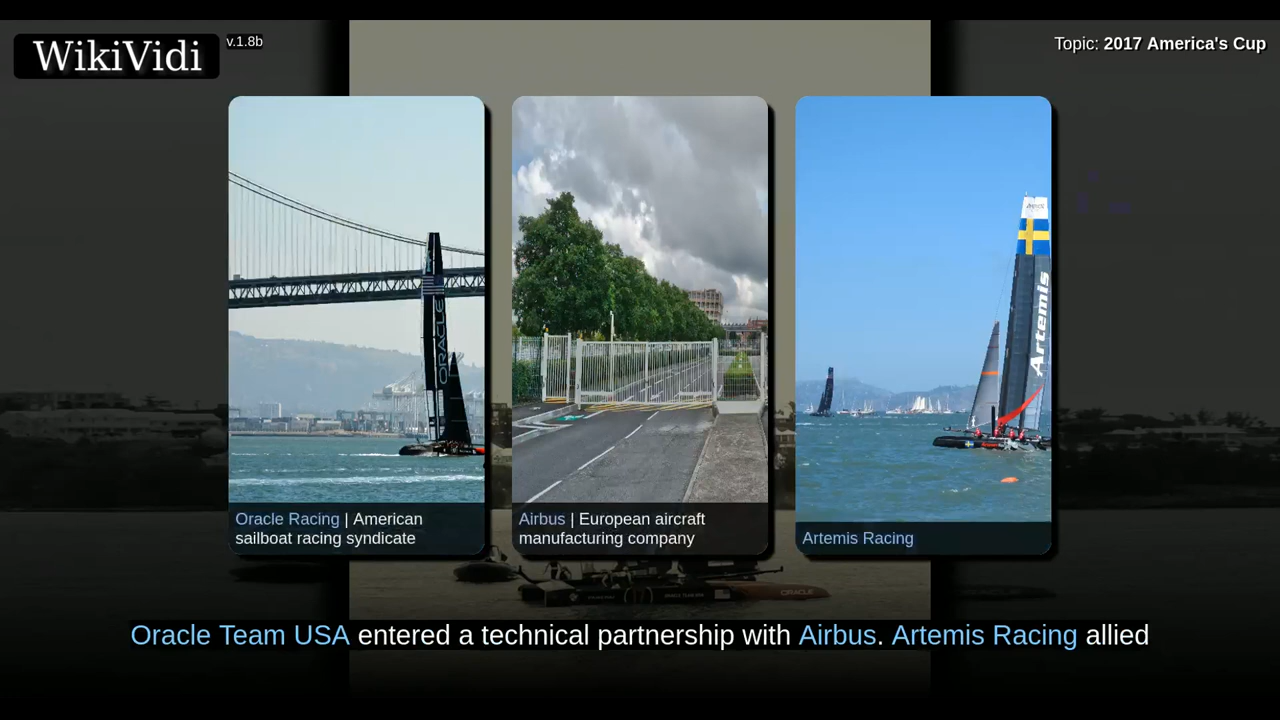 WikiVidi v.1.8b
Topic: 2017 America's Cup
ORACLE
Artemis
Oracle Racing | American
sailboat racing syndicate
Airbus | European aircraft
manufacturing company
Artemis Racing
ORACLE
Oracle Team USA entered a technical partnership with Airbus. Artemis Racing allied